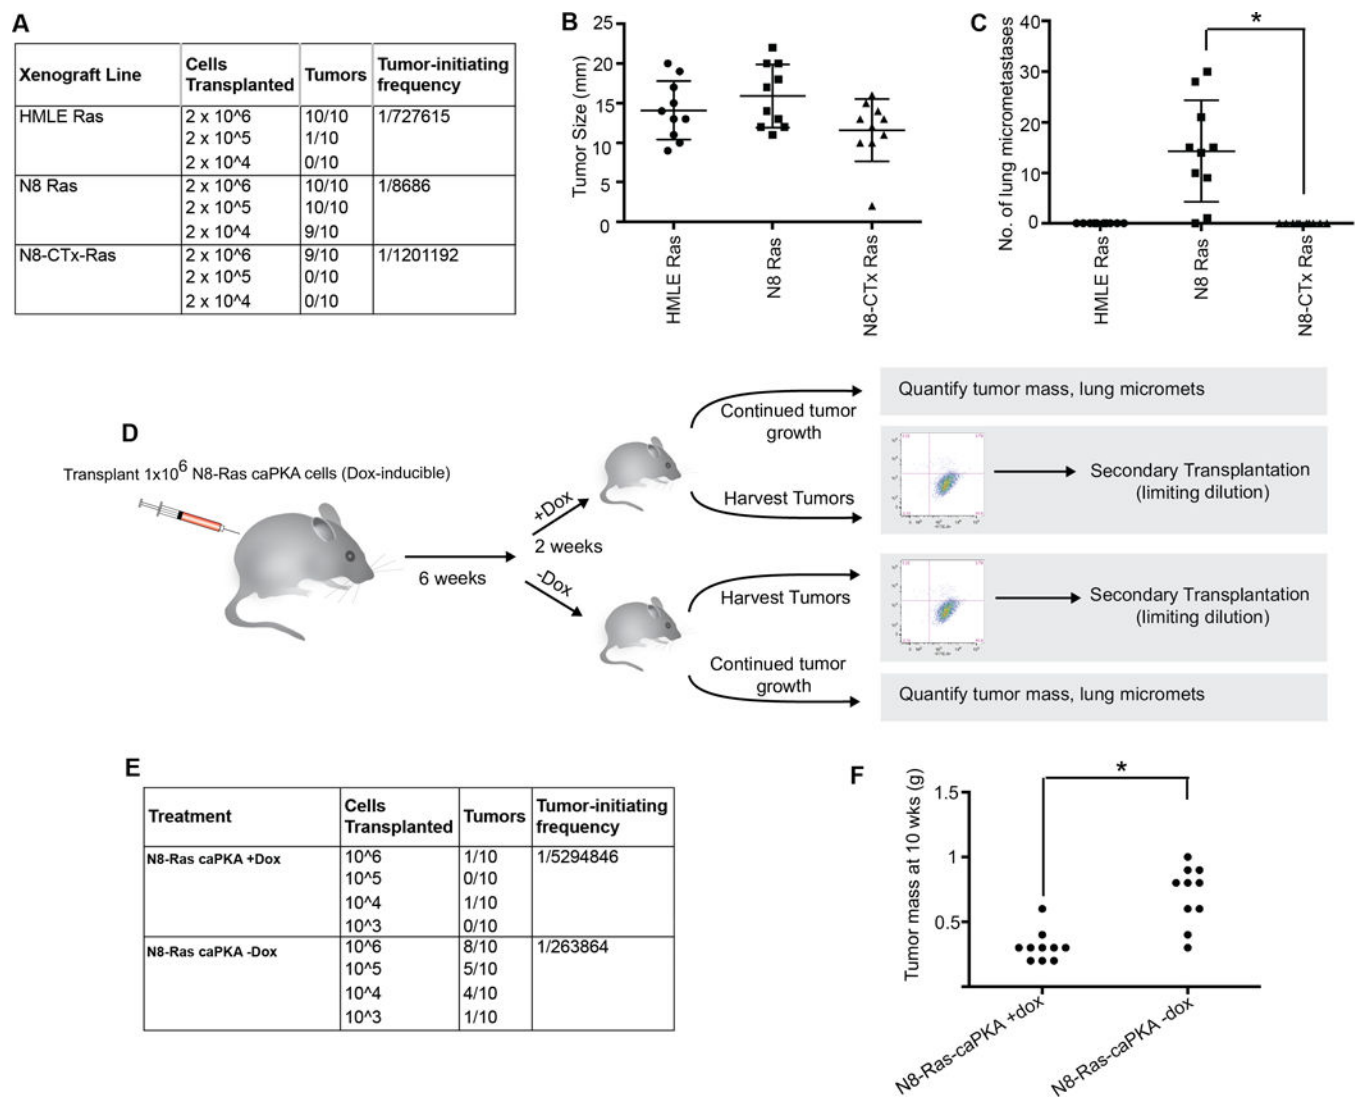 A
Xenograft Line
Cells Transplanted
Tumors
Tumor-initiating frequency
HMLE Ras
2 x 10^6
10/10
1/727615
2 x 10^5
1/10
2 x 10^4
0/10
N8 Ras
2 x 10^6
10/10
1/8686
2 x 10^5
10/10
2 x 10^4
9/10
N8-CTx-Ras
2 x 10^6
9/10
1/1201192
2 x 10^5
0/10
2 x 10^4
0/10
B
Tumor Size (mm)
25
20
15
10
5
0
HMLE Ras
N8 Ras
N8-CTx Ras
C
No. of lung micrometastases
40
30
20
10
0
*
HMLE Ras
N8 Ras
N8-CTx Ras
D
Transplant 1x10^6 N8-Ras caPKA cells (Dox-inducible)
6 weeks
+Dox
2 weeks
-Dox
Continued tumor
growth
Quantify tumor mass, lung micromets
Harvest Tumors
Secondary Transplantation
(limiting dilution)
Harvest Tumors
Secondary Transplantation
(limiting dilution)
Continued tumor
growth
Quantify tumor mass, lung micromets
E
Treatment
Cells Transplanted
Tumors
Tumor-initiating frequency
N8-Ras caPKA +Dox
10^6
1/10
1/5294846
10^5
0/10
10^4
1/10
10^3
0/10
N8-Ras caPKA -Dox
10^6
8/10
1/263864
10^5
5/10
10^4
4/10
10^3
1/10
F
Tumor mass at 10 wks (g)
1.5
1
0.5
*
N8-Ras-caPKA +dox
N8-Ras-caPKA -dox